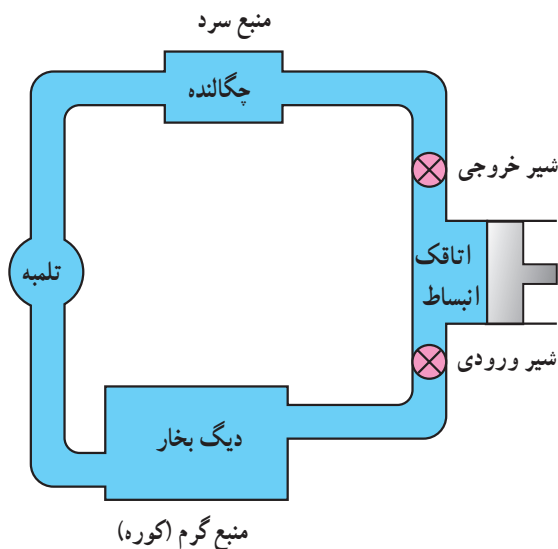 منبع سرد
چگالنده
شیر خروجی
اتاقک
انبساط
تلمبه
شیر ورودی
دیگ بخار
منبع گرم (کوره)